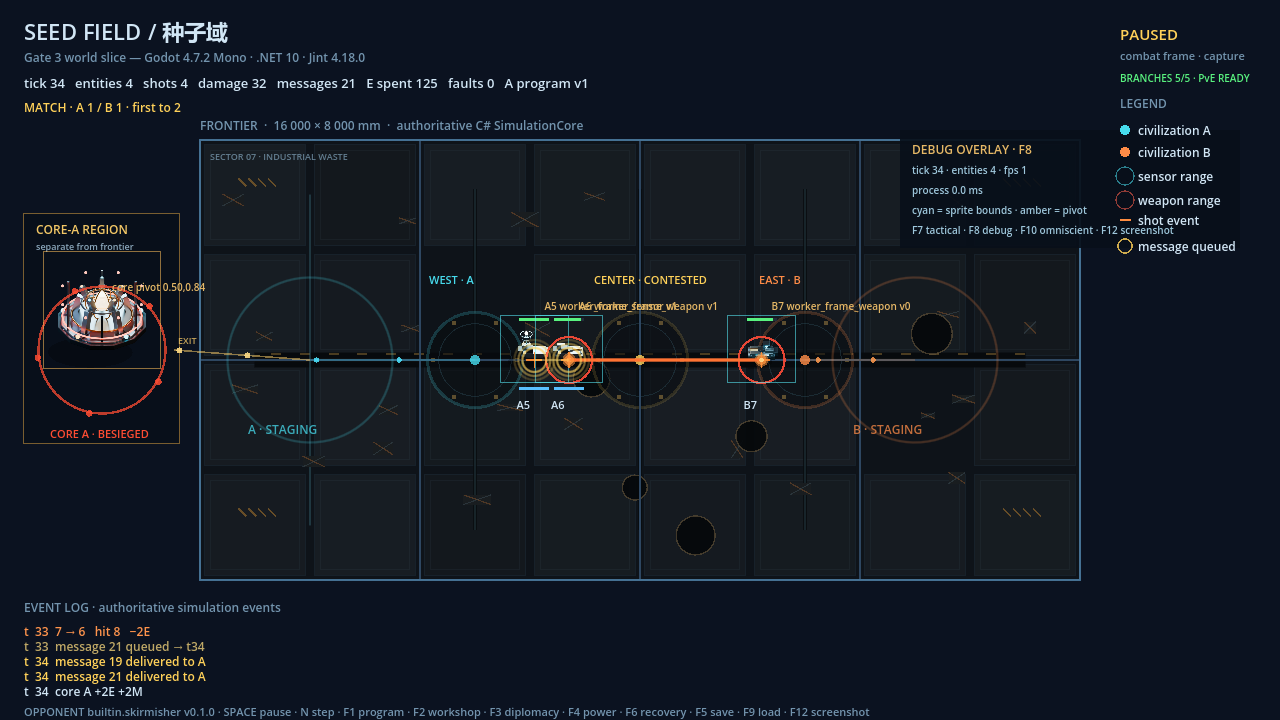 SEED FIELD / 种子域
Gate 3 world slice — Godot 4.7.2 Mono · .NET 10 · Jint 4.18.0
tick 34 entities 4 shots 4 damage 32 messages 21 E spent 125 faults 0 A program v1
MATCH · A 1 / B 1 · first to 2
PAUSED
combat frame · capture
BRANCHES 5/5 · PvE READY
LEGEND
civilization A
civilization B
sensor range
weapon range
shot event
message queued
FRONTIER · 16 000 × 8 000 mm · authoritative C# SimulationCore
SECTOR 07 · INDUSTRIAL WASTE
DEBUG OVERLAY · F8
tick 34 · entities 4 · fps 1
process 0.0 ms
cyan = sprite bounds · amber = pivot
F7 tactical · F8 debug · F10 omniscient · F12 screenshot
CORE-A REGION
separate from frontier
core pivot 0.50,0.84
EXIT
CORE A · BESIEGED
WEST · A
CENTER · CONTESTED
EAST · B
A5 weapon v1
B7 worker_frame_weapon v0
A5
A6
B7
A · STAGING
B · STAGING
EVENT LOG · authoritative simulation events
t 33 7 → 6 hit 8 −2E
t 33 message 21 queued → t34
t 34 message 19 delivered to A
t 34 message 21 delivered to A
t 34 core A +2E +2M
OPPONENT builtin.skirmisher v0.1.0 · SPACE pause · N step · F1 program · F2 workshop · F3 diplomacy · F4 power · F6 recovery · F5 save · F9 load · F12 screenshot